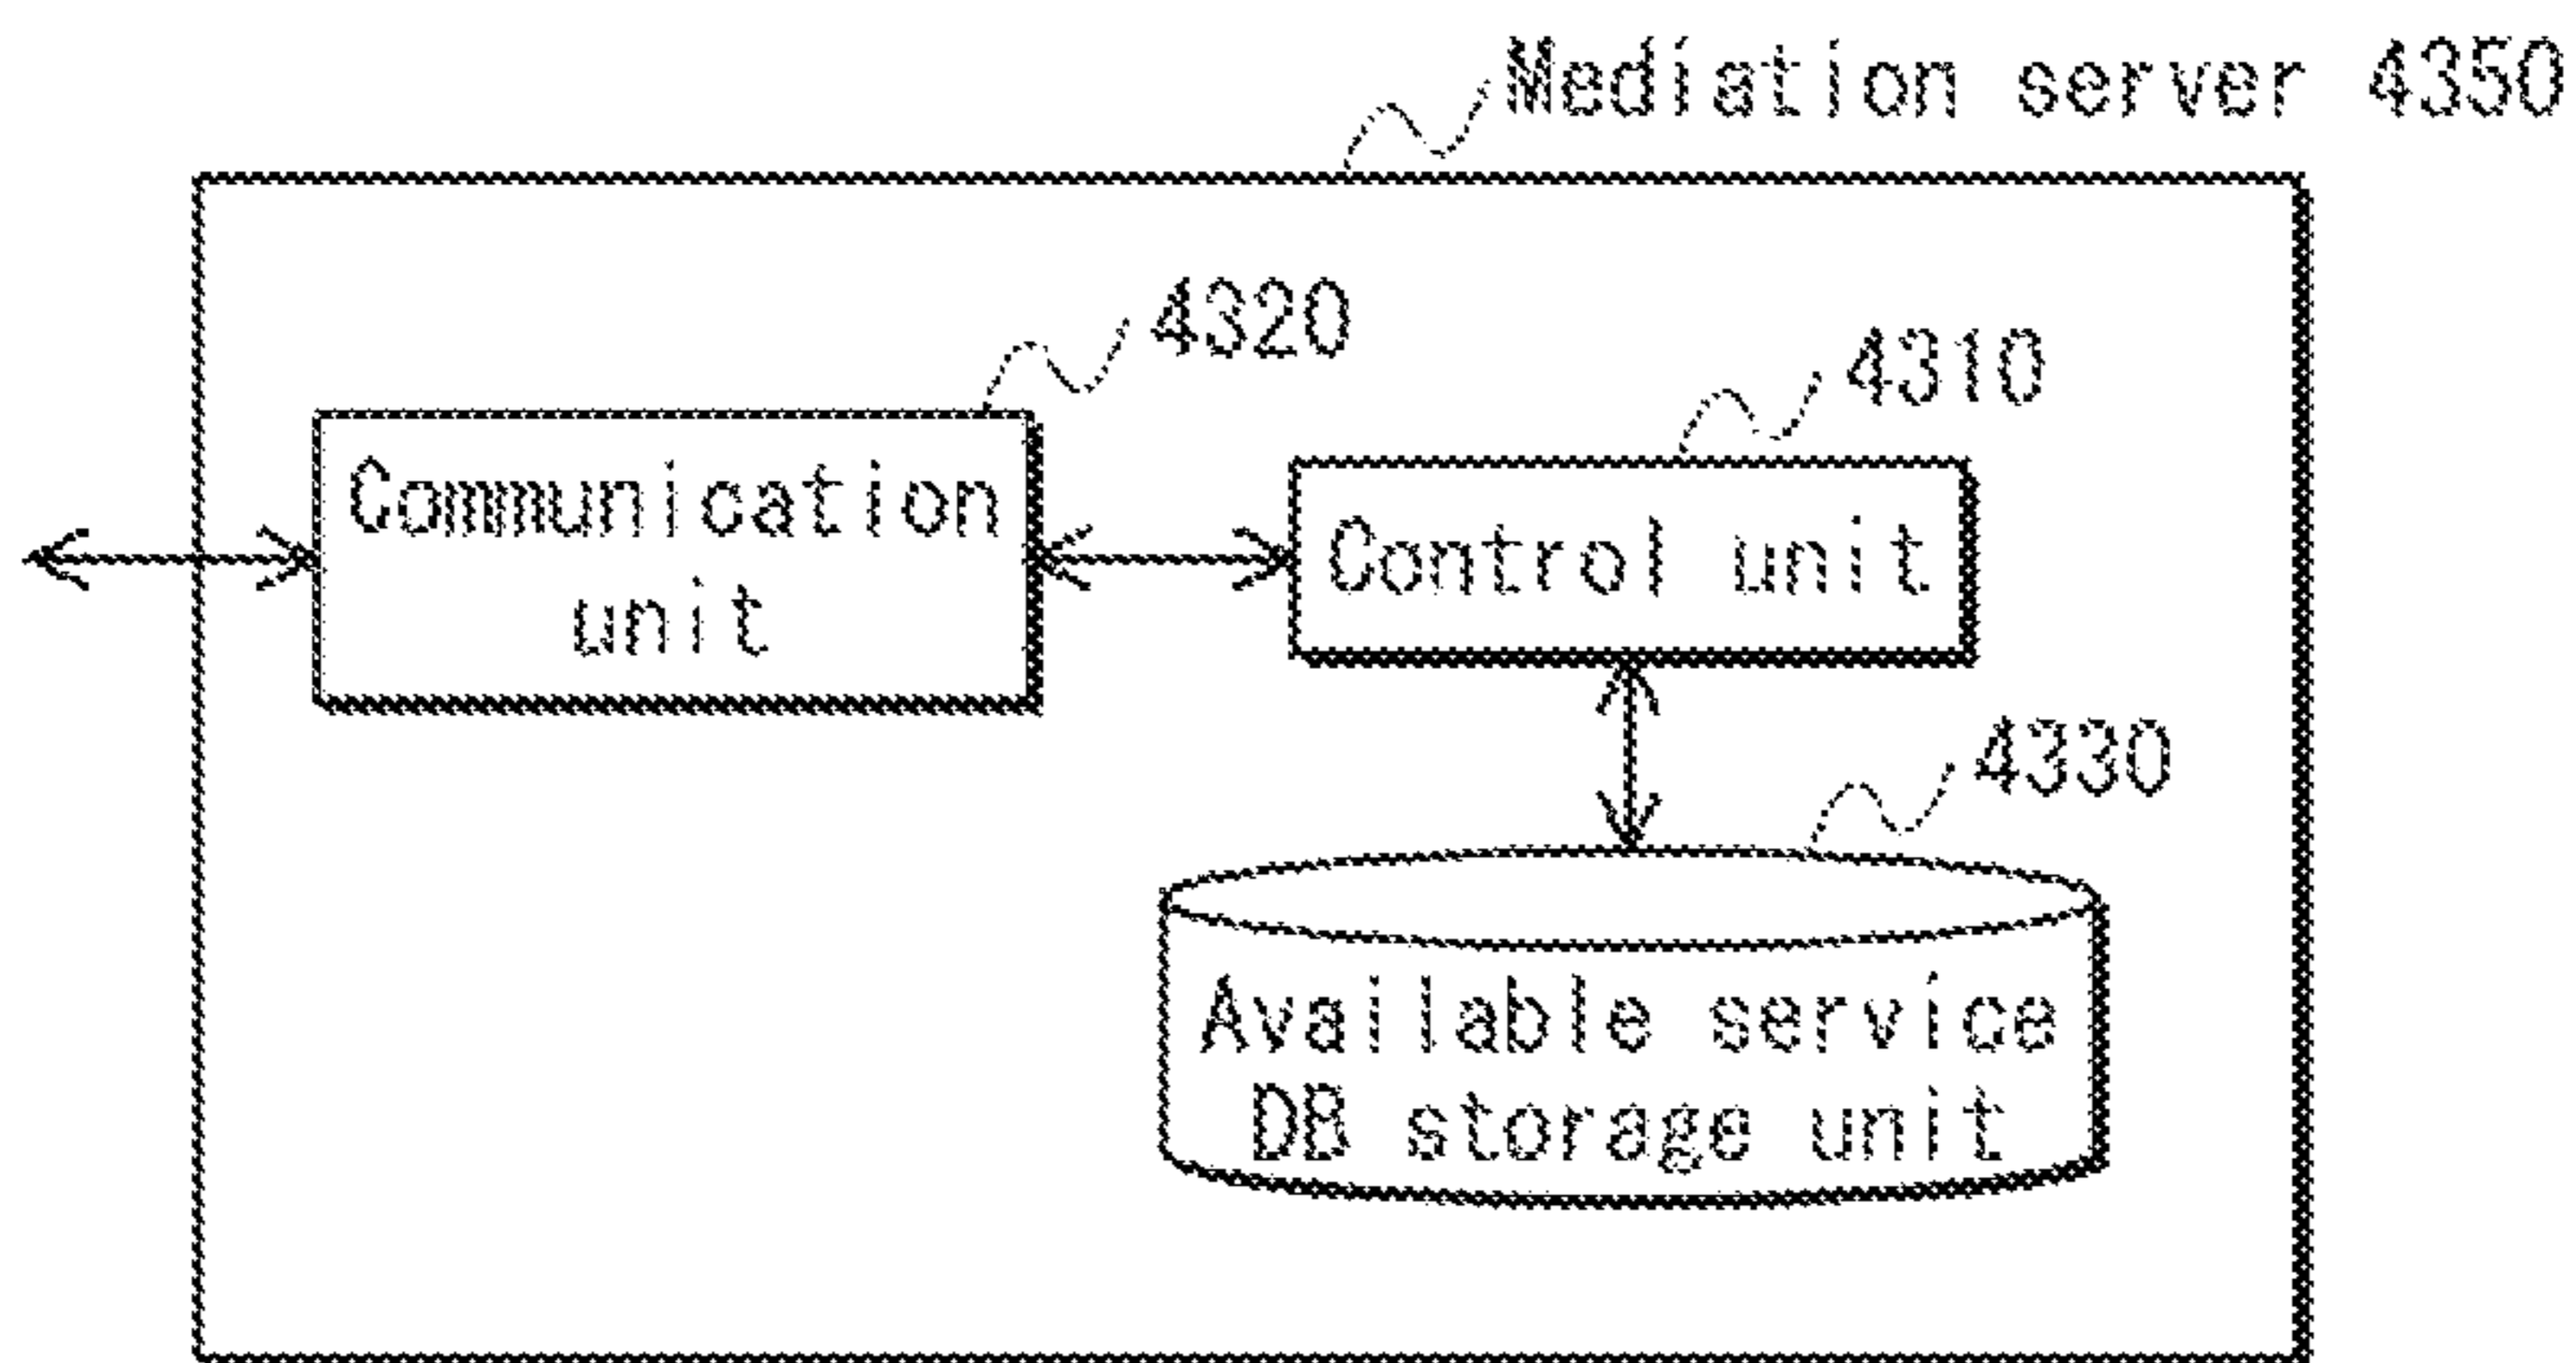 Mediation server 4350
4320
4310
Communication
unit
Control unit
4330
Available service
DB storage unit